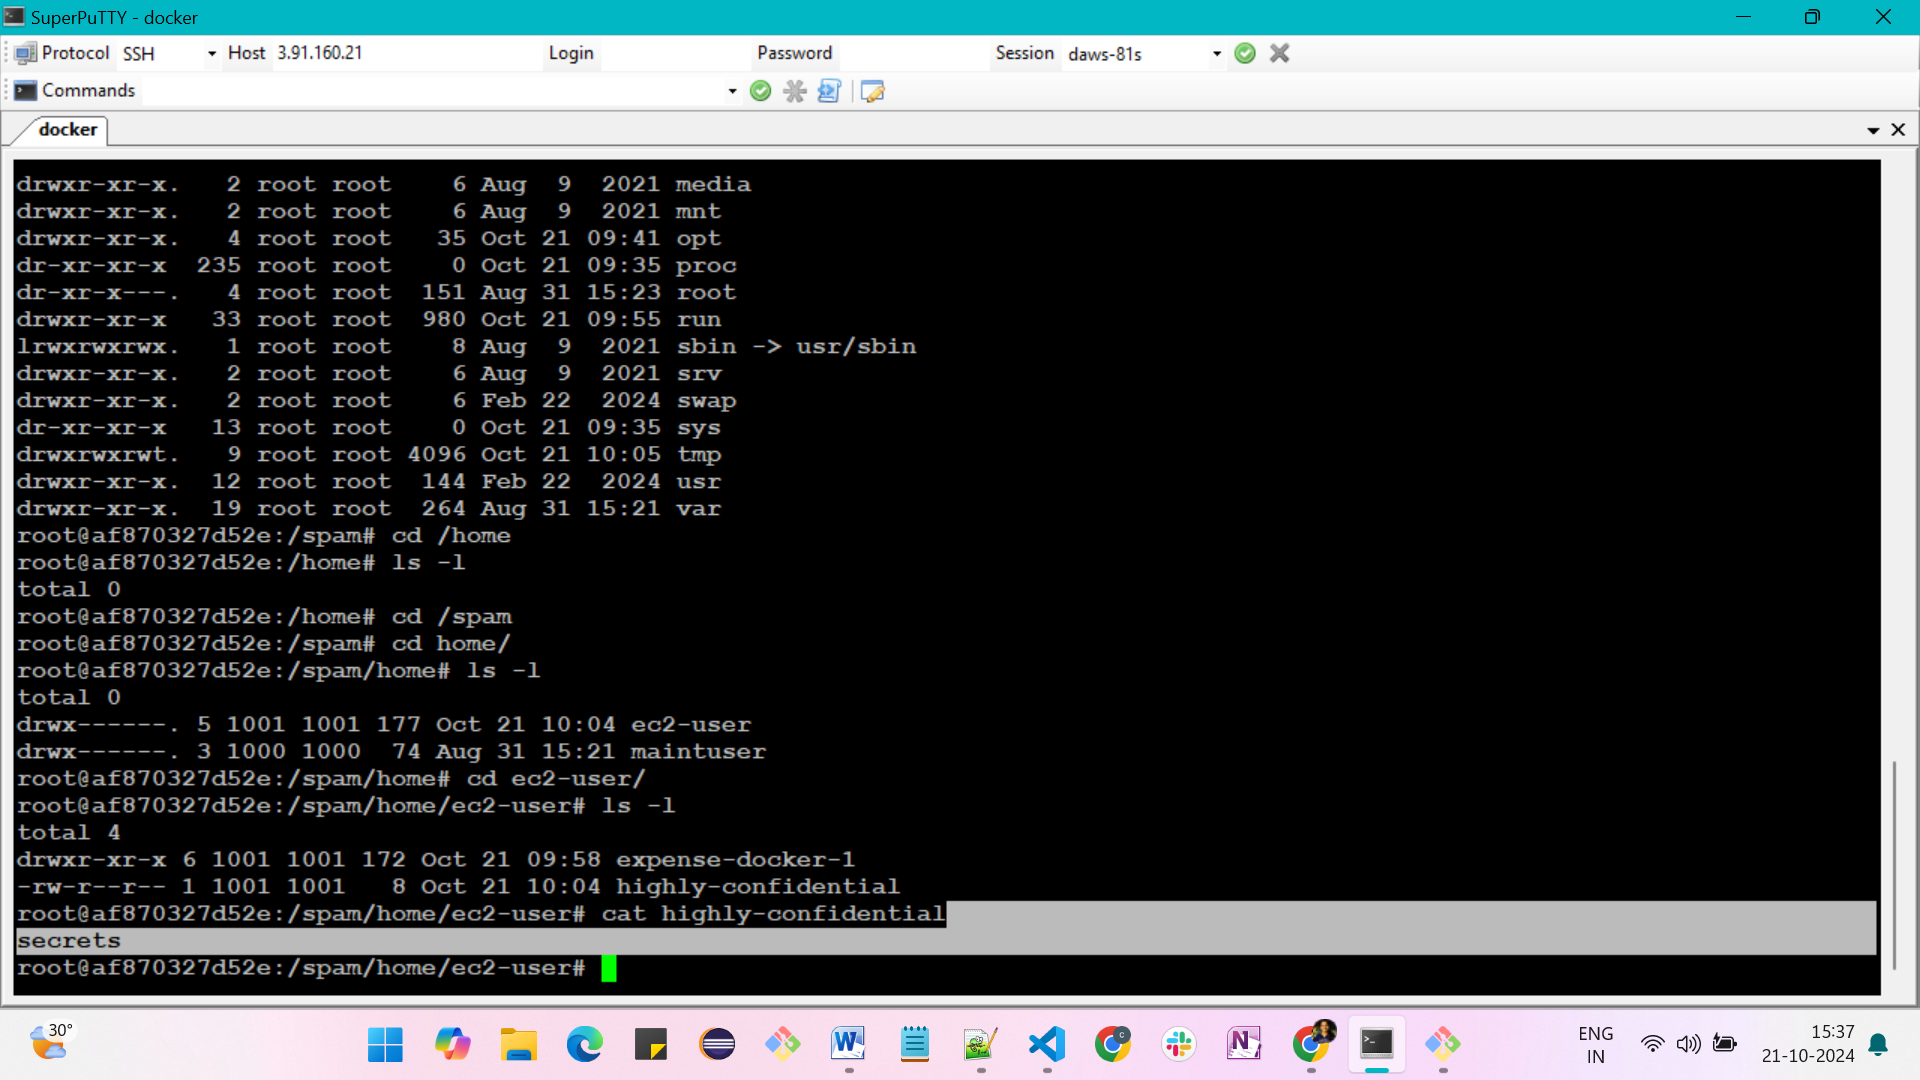 SuperPuTTY - docker
Protocol SSH Host 3.91.160.21 Login Password Session daws-81s
Commands
docker
drwxr-xr-x.   2 root root    6 Aug  9  2021 media
drwxr-xr-x.   2 root root    6 Aug  9  2021 mnt
drwxr-xr-x.   4 root root   35 Oct 21 09:41 opt
dr-xr-xr-x  235 root root    0 Oct 21 09:35 proc
dr-xr-x---.   4 root root  151 Aug 31 15:23 root
drwxr-xr-x   33 root root  980 Oct 21 09:55 run
lrwxrwxrwx.   1 root root    8 Aug  9  2021 sbin -> usr/sbin
drwxr-xr-x.   2 root root    6 Aug  9  2021 srv
drwxr-xr-x.   2 root root    6 Feb 22  2024 swap
dr-xr-xr-x   13 root root    0 Oct 21 09:35 sys
drwxrwxrwt.   9 root root 4096 Oct 21 10:05 tmp
drwxr-xr-x.  12 root root  144 Feb 22  2024 usr
drwxr-xr-x.  19 root root  264 Aug 31 15:21 var
root@af870327d52e:/spam# cd /home
root@af870327d52e:/home# ls -l
total 0
root@af870327d52e:/home# cd /spam
root@af870327d52e:/spam# cd home/
root@af870327d52e:/spam/home# ls -l
total 0
drwx------. 5 1001 1001 177 Oct 21 10:04 ec2-user
drwx------. 3 1000 1000  74 Aug 31 15:21 maintuser
root@af870327d52e:/spam/home# cd ec2-user/
root@af870327d52e:/spam/home/ec2-user# ls -l
total 4
drwxr-xr-x 6 1001 1001 172 Oct 21 09:58 expense-docker-1
-rw-r--r-- 1 1001 1001   8 Oct 21 10:04 highly-confidential
root@af870327d52e:/spam/home/ec2-user# cat highly-confidential
secrets
root@af870327d52e:/spam/home/ec2-user#
30°
ENG
IN
15:37
21-10-2024